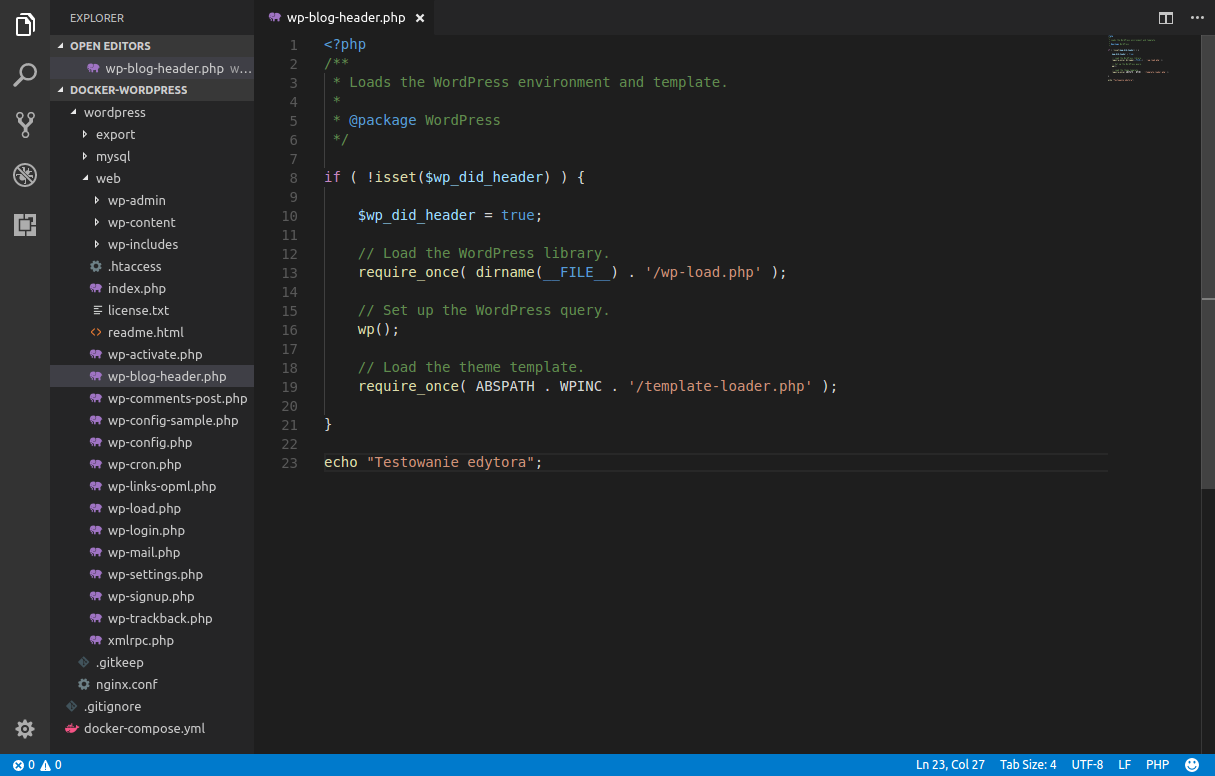 EXPLORER
OPEN EDITORS
wp-blog-header.php w...
DOCKER-WORDPRESS
wordpress
export
mysql
web
wp-admin
wp-content
wp-includes
.htaccess
index.php
license.txt
readme.html
wp-activate.php
wp-blog-header.php
wp-comments-post.php
wp-config-sample.php
wp-config.php
wp-cron.php
wp-links-opml.php
wp-load.php
wp-login.php
wp-mail.php
wp-settings.php
wp-signup.php
wp-trackback.php
xmlrpc.php
.gitkeep
nginx.conf
.gitignore
docker-compose.yml
wp-blog-header.php ×
1 <?php
2 /**
3  * Loads the WordPress environment and template.
4  *
5  * @package WordPress
6  */
7
8 if ( !isset($wp_did_header) ) {
9
10     $wp_did_header = true;
11
12     // Load the WordPress library.
13     require_once( dirname(__FILE__) . '/wp-load.php' );
14
15     // Set up the WordPress query.
16     wp();
17
18     // Load the theme template.
19     require_once( ABSPATH . WPINC . '/template-loader.php' );
20
21 }
22
23 echo "Testowanie edytora";
0 0 Ln 23, Col 27 Tab Size: 4 UTF-8 LF PHP